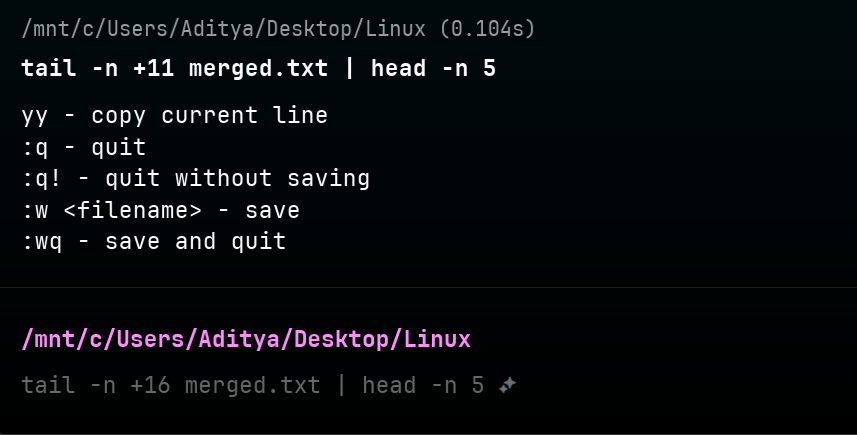 /mnt/c/Users/Aditya/Desktop/Linux (0.104s)
tail -n +11 merged.txt | head -n 5
yy - copy current line
:q - quit
:q! - quit without saving
:w <filename> - save
:wq - save and quit
/mnt/c/Users/Aditya/Desktop/Linux
tail -n +16 merged.txt | head -n 5